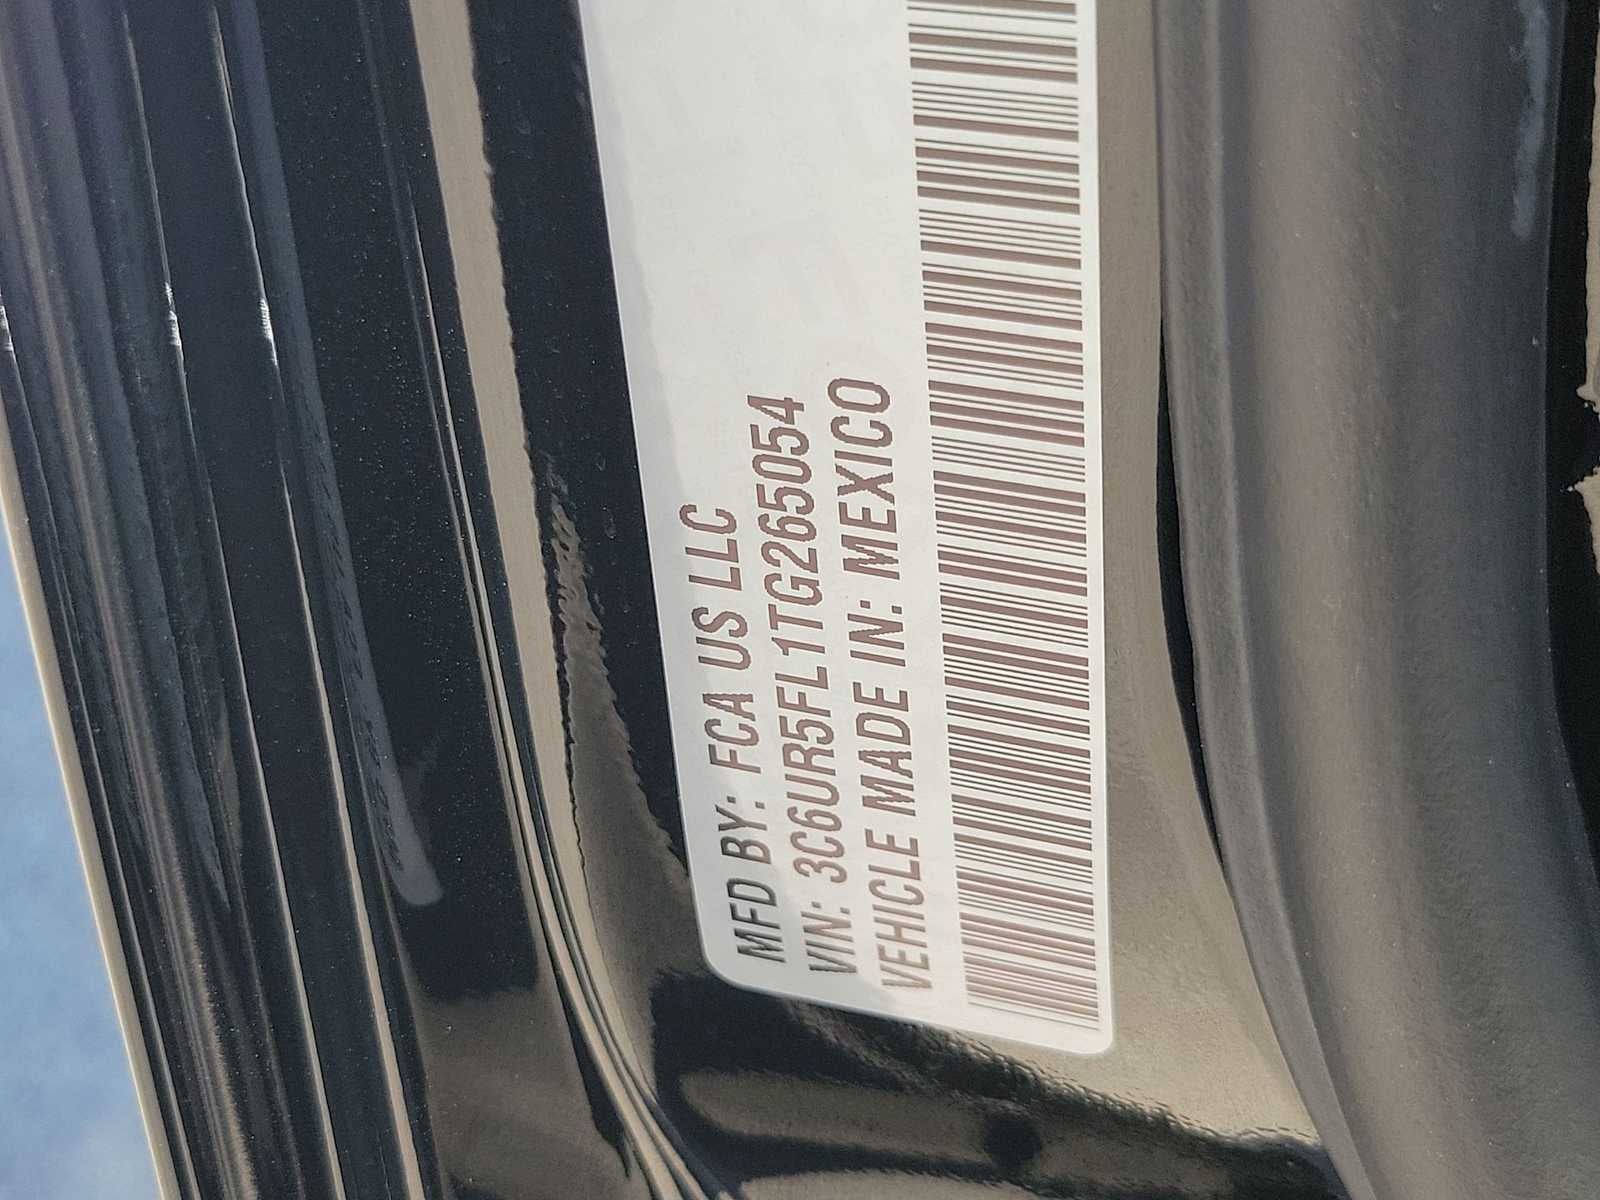 MFD BY: FCA US LLC
VIN: 3C6UR5FL1TG265054
VEHICLE MADE IN: MEXICO